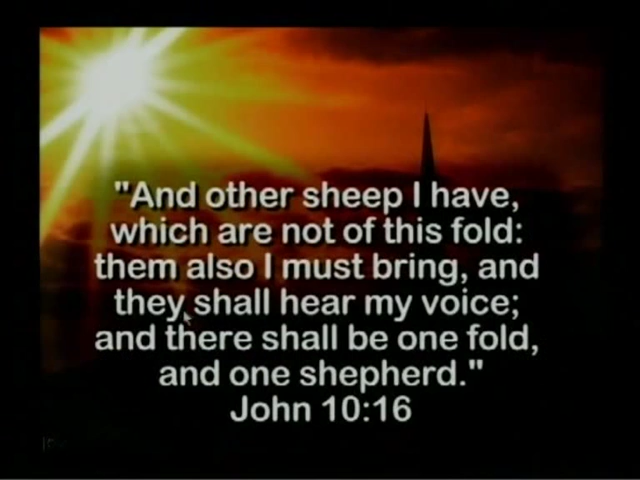 "And other sheep I have,
which are not of this fold:
them also I must bring, and
they shall hear my voice;
and there shall be one fold,
and one shepherd."
John 10:16